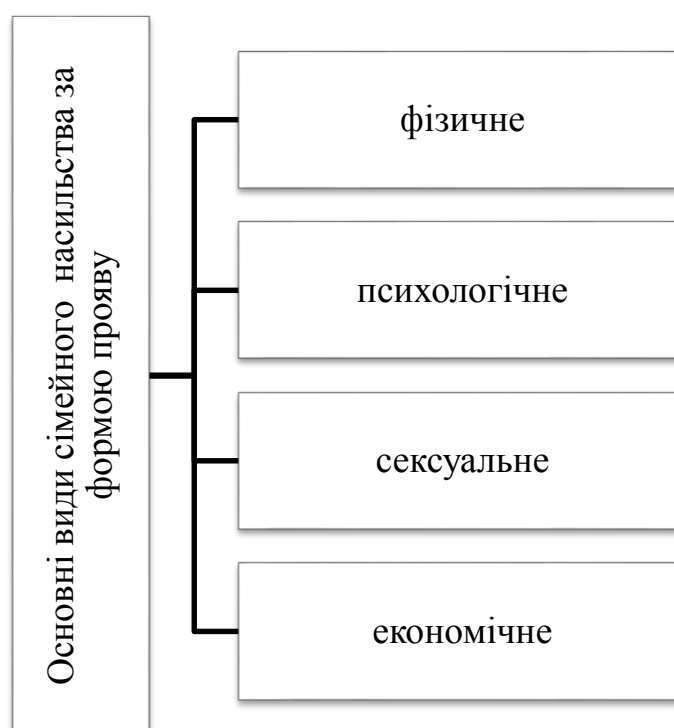 Основні види сімейного насильства за
формою прояву
фізичне
психологічне
сексуальне
економічне